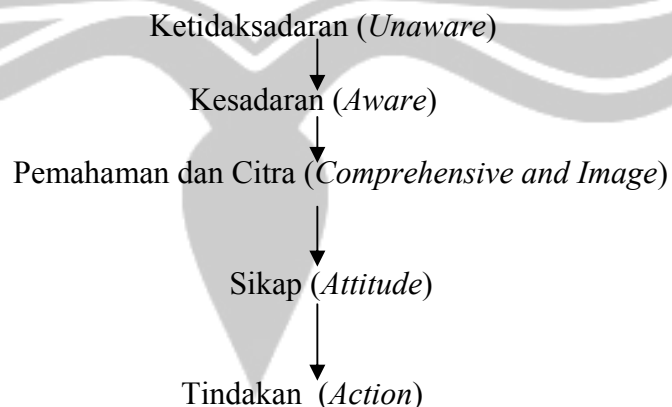 Ketidaksadaran (Unaware)
Kesadaran (Aware)
Pemahaman dan Citra (Comprehensive and Image)
Sikap (Attitude)
Tindakan (Action)